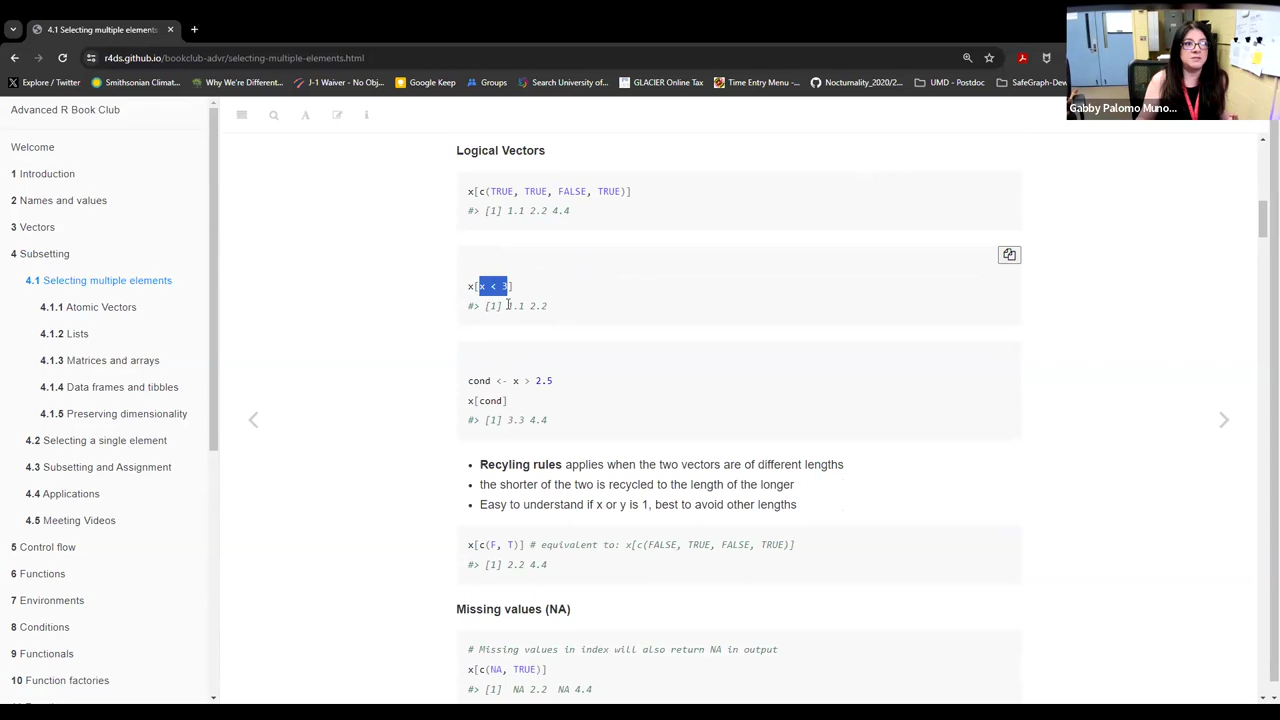 4.1 Selecting multiple elements
r4ds.github.io/bookclub-advr/selecting-multiple-elements.html
Explore / Twitter
Smithsonian Critical
Why We're Different...
J-1 Waiver - No Obj...
Google Keep
Groups
Search University of...
GLACIER Online Tax
Time Entry Menu -...
Nocturnality_2020/2...
UMD - Postdoc
SafeGraph-Dew
Gabby Palomo Muno...
Advanced R Book Club
Welcome
1 Introduction
2 Names and values
3 Vectors
4 Subsetting
4.1 Selecting multiple elements
4.1.1 Atomic Vectors
4.1.2 Lists
4.1.3 Matrices and arrays
4.1.4 Data frames and tibbles
4.1.5 Preserving dimensionality
4.2 Selecting a single element
4.3 Subsetting and Assignment
4.4 Applications
4.5 Meeting Videos
5 Control flow
6 Functions
7 Environments
8 Conditions
9 Functionals
10 Function factories
Logical Vectors
x[c(TRUE, TRUE, FALSE, TRUE)]
#> [1] 1.1 2.2 4.4
x[x < 3]
#> [1] 1.1 2.2
cond <- x > 2.5
x[cond]
#> [1] 3.3 4.4
• Recyling rules applies when the two vectors are of different lengths
• the shorter of the two is recycled to the length of the longer
• Easy to understand if x or y is 1, best to avoid other lengths
x[c(F, T)] # equivalent to: x[c(FALSE, TRUE, FALSE, TRUE)]
#> [1] 2.2 4.4
Missing values (NA)
# Missing values in index will also return NA in output
x[c(NA, TRUE)]
#> [1] NA 2.2 NA 4.4